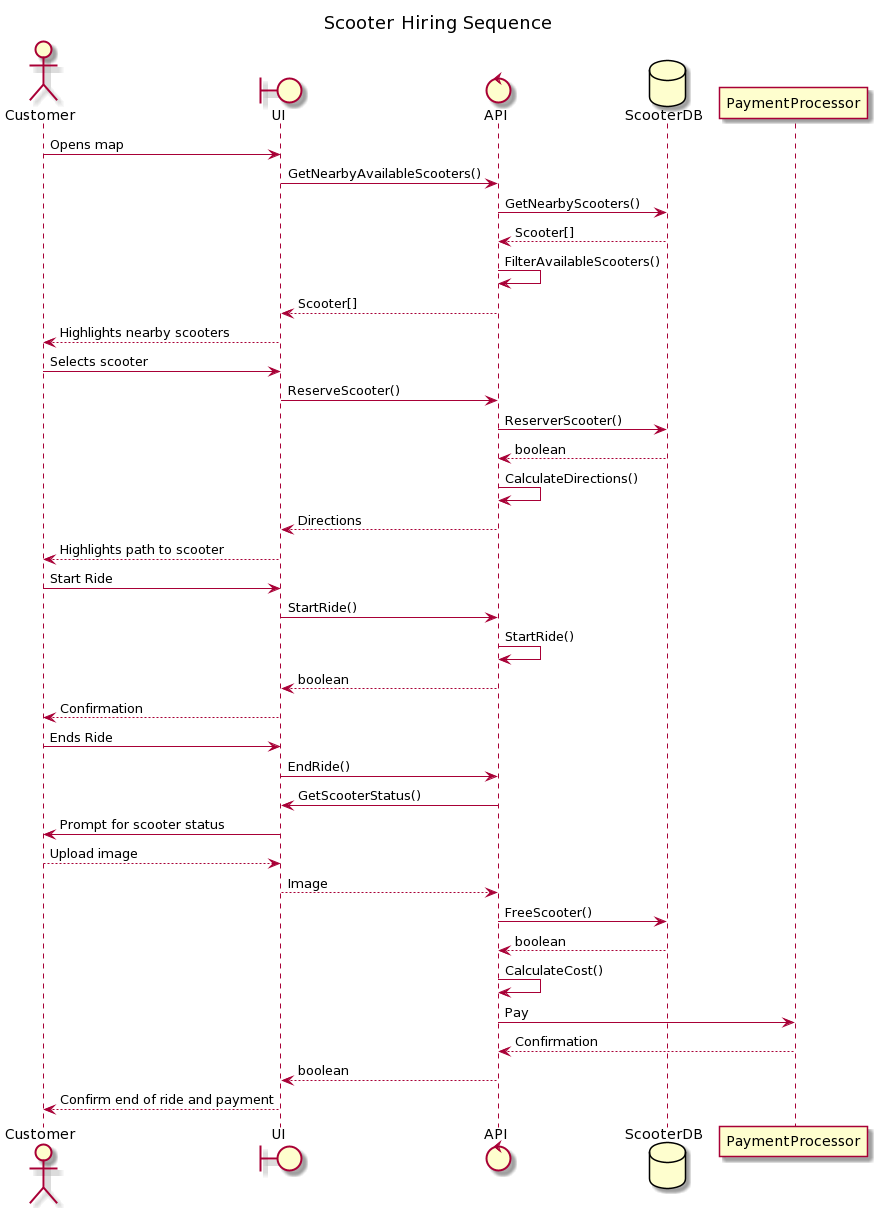 Scooter Hiring Sequence
Customer
UI
API
ScooterDB
PaymentProcessor
Opens map
GetNearbyAvailableScooters()
GetNearbyScooters()
Scooter[]
FilterAvailableScooters()
Scooter[]
Highlights nearby scooters
Selects scooter
ReserveScooter()
ReserverScooter()
boolean
CalculateDirections()
Directions
Highlights path to scooter
Start Ride
StartRide()
StartRide()
boolean
Confirmation
Ends Ride
EndRide()
GetScooterStatus()
Prompt for scooter status
Upload image
Image
FreeScooter()
boolean
CalculateCost()
Pay
Confirmation
boolean
Confirm end of ride and payment
Customer
UI
API
ScooterDB
PaymentProcessor